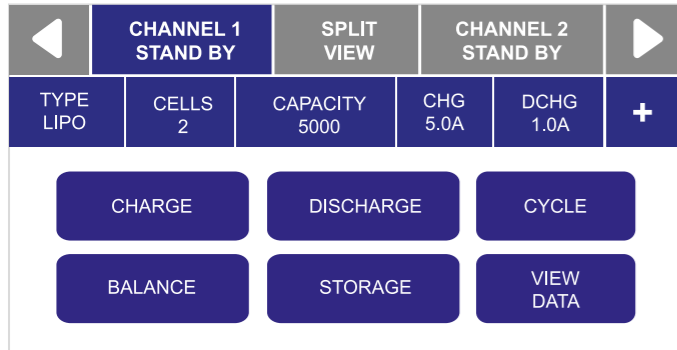 CHANNEL 1
STAND BY
SPLIT
VIEW
CHANNEL 2
STAND BY
TYPE
LIPO
CELLS
2
CAPACITY
5000
CHG
5.0A
DCHG
1.0A
+
CHARGE
DISCHARGE
CYCLE
BALANCE
STORAGE
VIEW
DATA